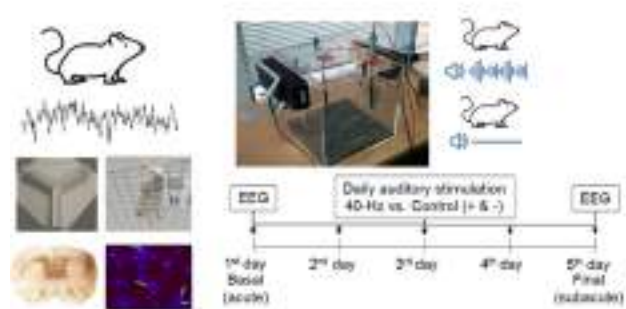 EEG
Daily auditory stimulation
40-Hz vs. Control (+ & -)
EEG
1st day
Basal
(acute)
2nd day
3rd day
4th day
5th day
Final
(subacute)